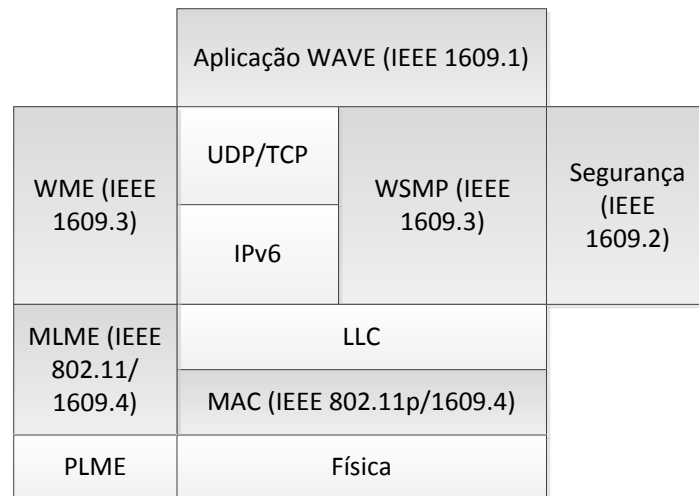 Aplicação WAVE (IEEE 1609.1)
WME (IEEE
1609.3)
UDP/TCP
IPv6
WSMP (IEEE
1609.3)
Segurança
(IEEE
1609.2)
MLME (IEEE
802.11/
1609.4)
LLC
MAC (IEEE 802.11p/1609.4)
PLME
Física